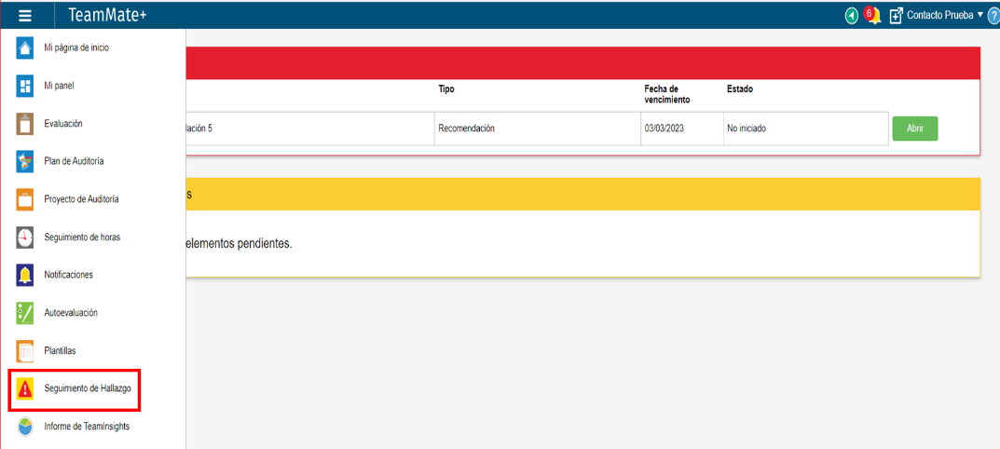 TeamMate+
6
Contacto Prueba
?
Mi página de inicio
Mi panel
Evaluación
Plan de Auditoría
Proyecto de Auditoría
Seguimiento de horas
Notificaciones
Autoevaluación
Plantillas
Seguimiento de Hallazgo
Informe de TeamInsights
Tipo
Fecha de
vencimiento
Estado
lación 5
Recomendación
03/03/2023
No iniciado
Abrir
s
elementos pendientes.